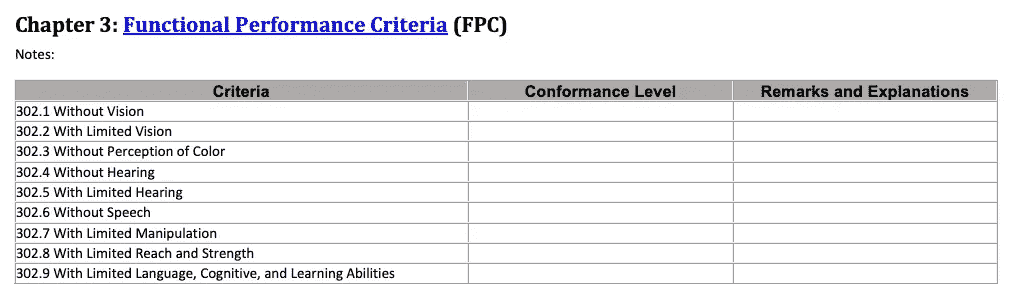 Chapter 3: Functional Performance Criteria (FPC)
Notes:
Criteria Conformance Level Remarks and Explanations
302.1 Without Vision
302.2 With Limited Vision
302.3 Without Perception of Color
302.4 Without Hearing
302.5 With Limited Hearing
302.6 Without Speech
302.7 With Limited Manipulation
302.8 With Limited Reach and Strength
302.9 With Limited Language, Cognitive, and Learning Abilities